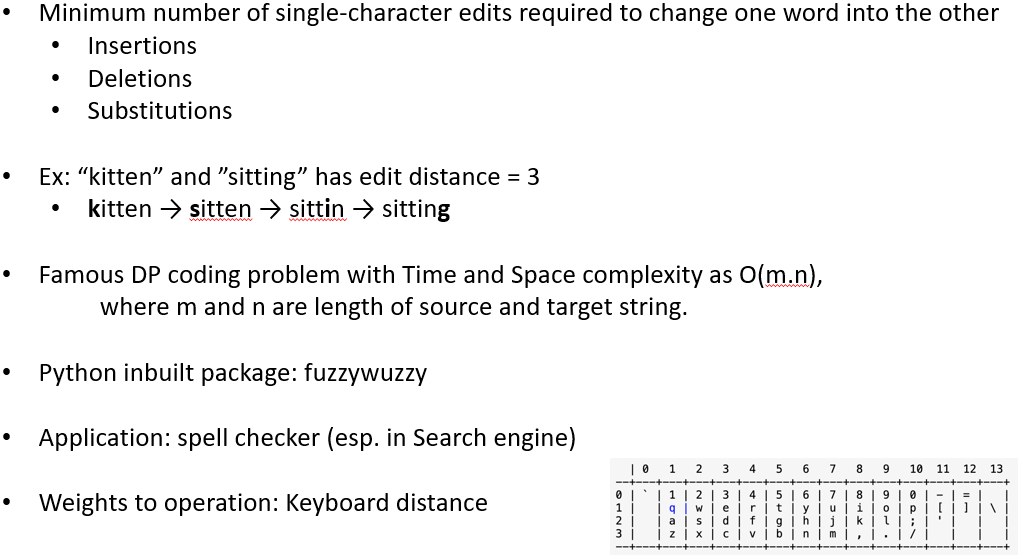 • Minimum number of single-character edits required to change one word into the other
• Insertions
• Deletions
• Substitutions
• Ex: “kitten” and ”sitting” has edit distance = 3
• kitten → sitten → sittin → sitting
• Famous DP coding problem with Time and Space complexity as O(m.n),
where m and n are length of source and target string.
• Python inbuilt package: fuzzywuzzy
• Application: spell checker (esp. in Search engine)
• Weights to operation: Keyboard distance
| 0 1 2 3 4 5 6 7 8 9 10 11 12 13
--+---+---+---+---+---+---+---+---+---+---+---+---+---+---+
0 | ` | 1 | 2 | 3 | 4 | 5 | 6 | 7 | 8 | 9 | 0 | - | = | |
1 | | q | w | e | r | t | y | u | i | o | p | [ | ] | \ |
2 | | a | s | d | f | g | h | j | k | l | ; | ' | | |
3 | | z | x | c | v | b | n | m | , | . | / | | | |
--+---+---+---+---+---+---+---+---+---+---+---+---+---+---+